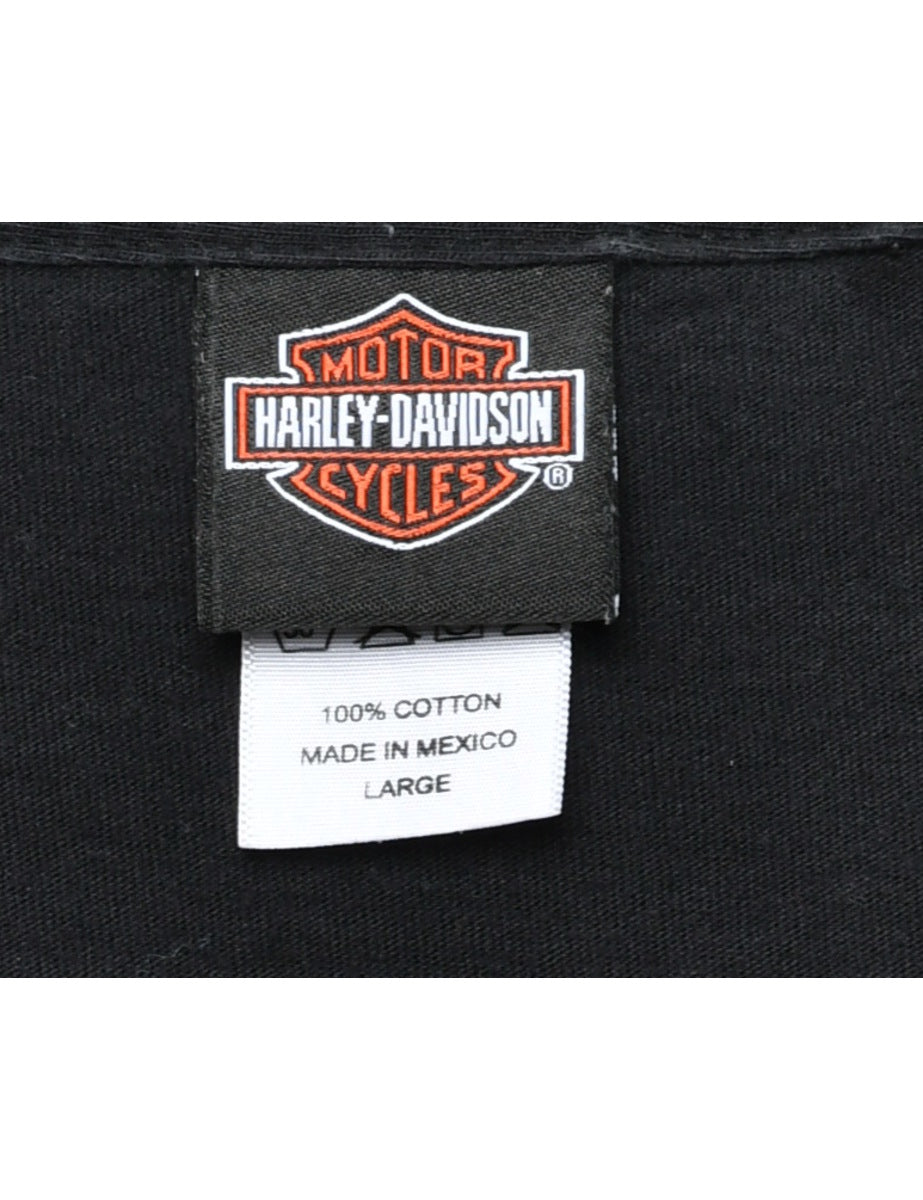 MOTOR
HARLEY-DAVIDSON
CYCLES
®
100% COTTON
MADE IN MEXICO
LARGE